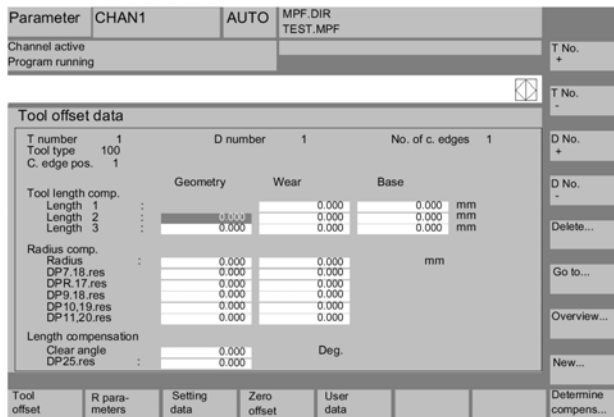 Parameter CHAN1 AUTO MPF.DIR
TEST.MPF
Channel active
Program running
T No.
+
T No.
-
Tool offset data
T number 1 D number 1 No. of c. edges 1
Tool type 100
C. edge pos. 1
D No.
+
Geometry Wear Base
D No.
-
Tool length comp.
Length 1 : 0.000 0.000 mm
Length 2 : 0.000 0.000 0.000 mm
Length 3 : 0.000 0.000 0.000 mm
Delete...
Radius comp.
Radius : 0.000 0.000 mm
DP7.18.res 0.000 0.000
DPR.17.res 0.000 0.000
DP9.18.res 0.000 0.000
DP10,19.res 0.000 0.000
DP11,20.res 0.000 0.000
Go to...
Overview...
Length compensation
Clear angle 0.000 Deg.
DP25.res : 0.000
New...
Tool
offset
R para-
meters
Setting
data
Zero
offset
User
data
Determine
compens...